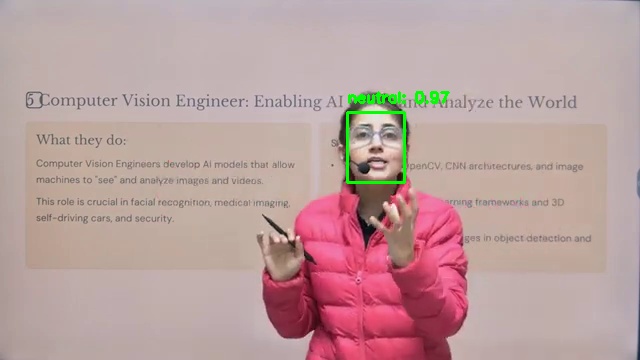 5 Computer Vision Engineer: Enabling AI and Analyze the World
neutral: 0.97
What they do:
Computer Vision Engineers develop AI models that allow
machines to "see" and analyze images and videos.
This role is crucial in facial recognition, medical imaging,
self-driving cars, and security.
OpenCV, CNN architectures, and image
frameworks and 3D
in object detection and